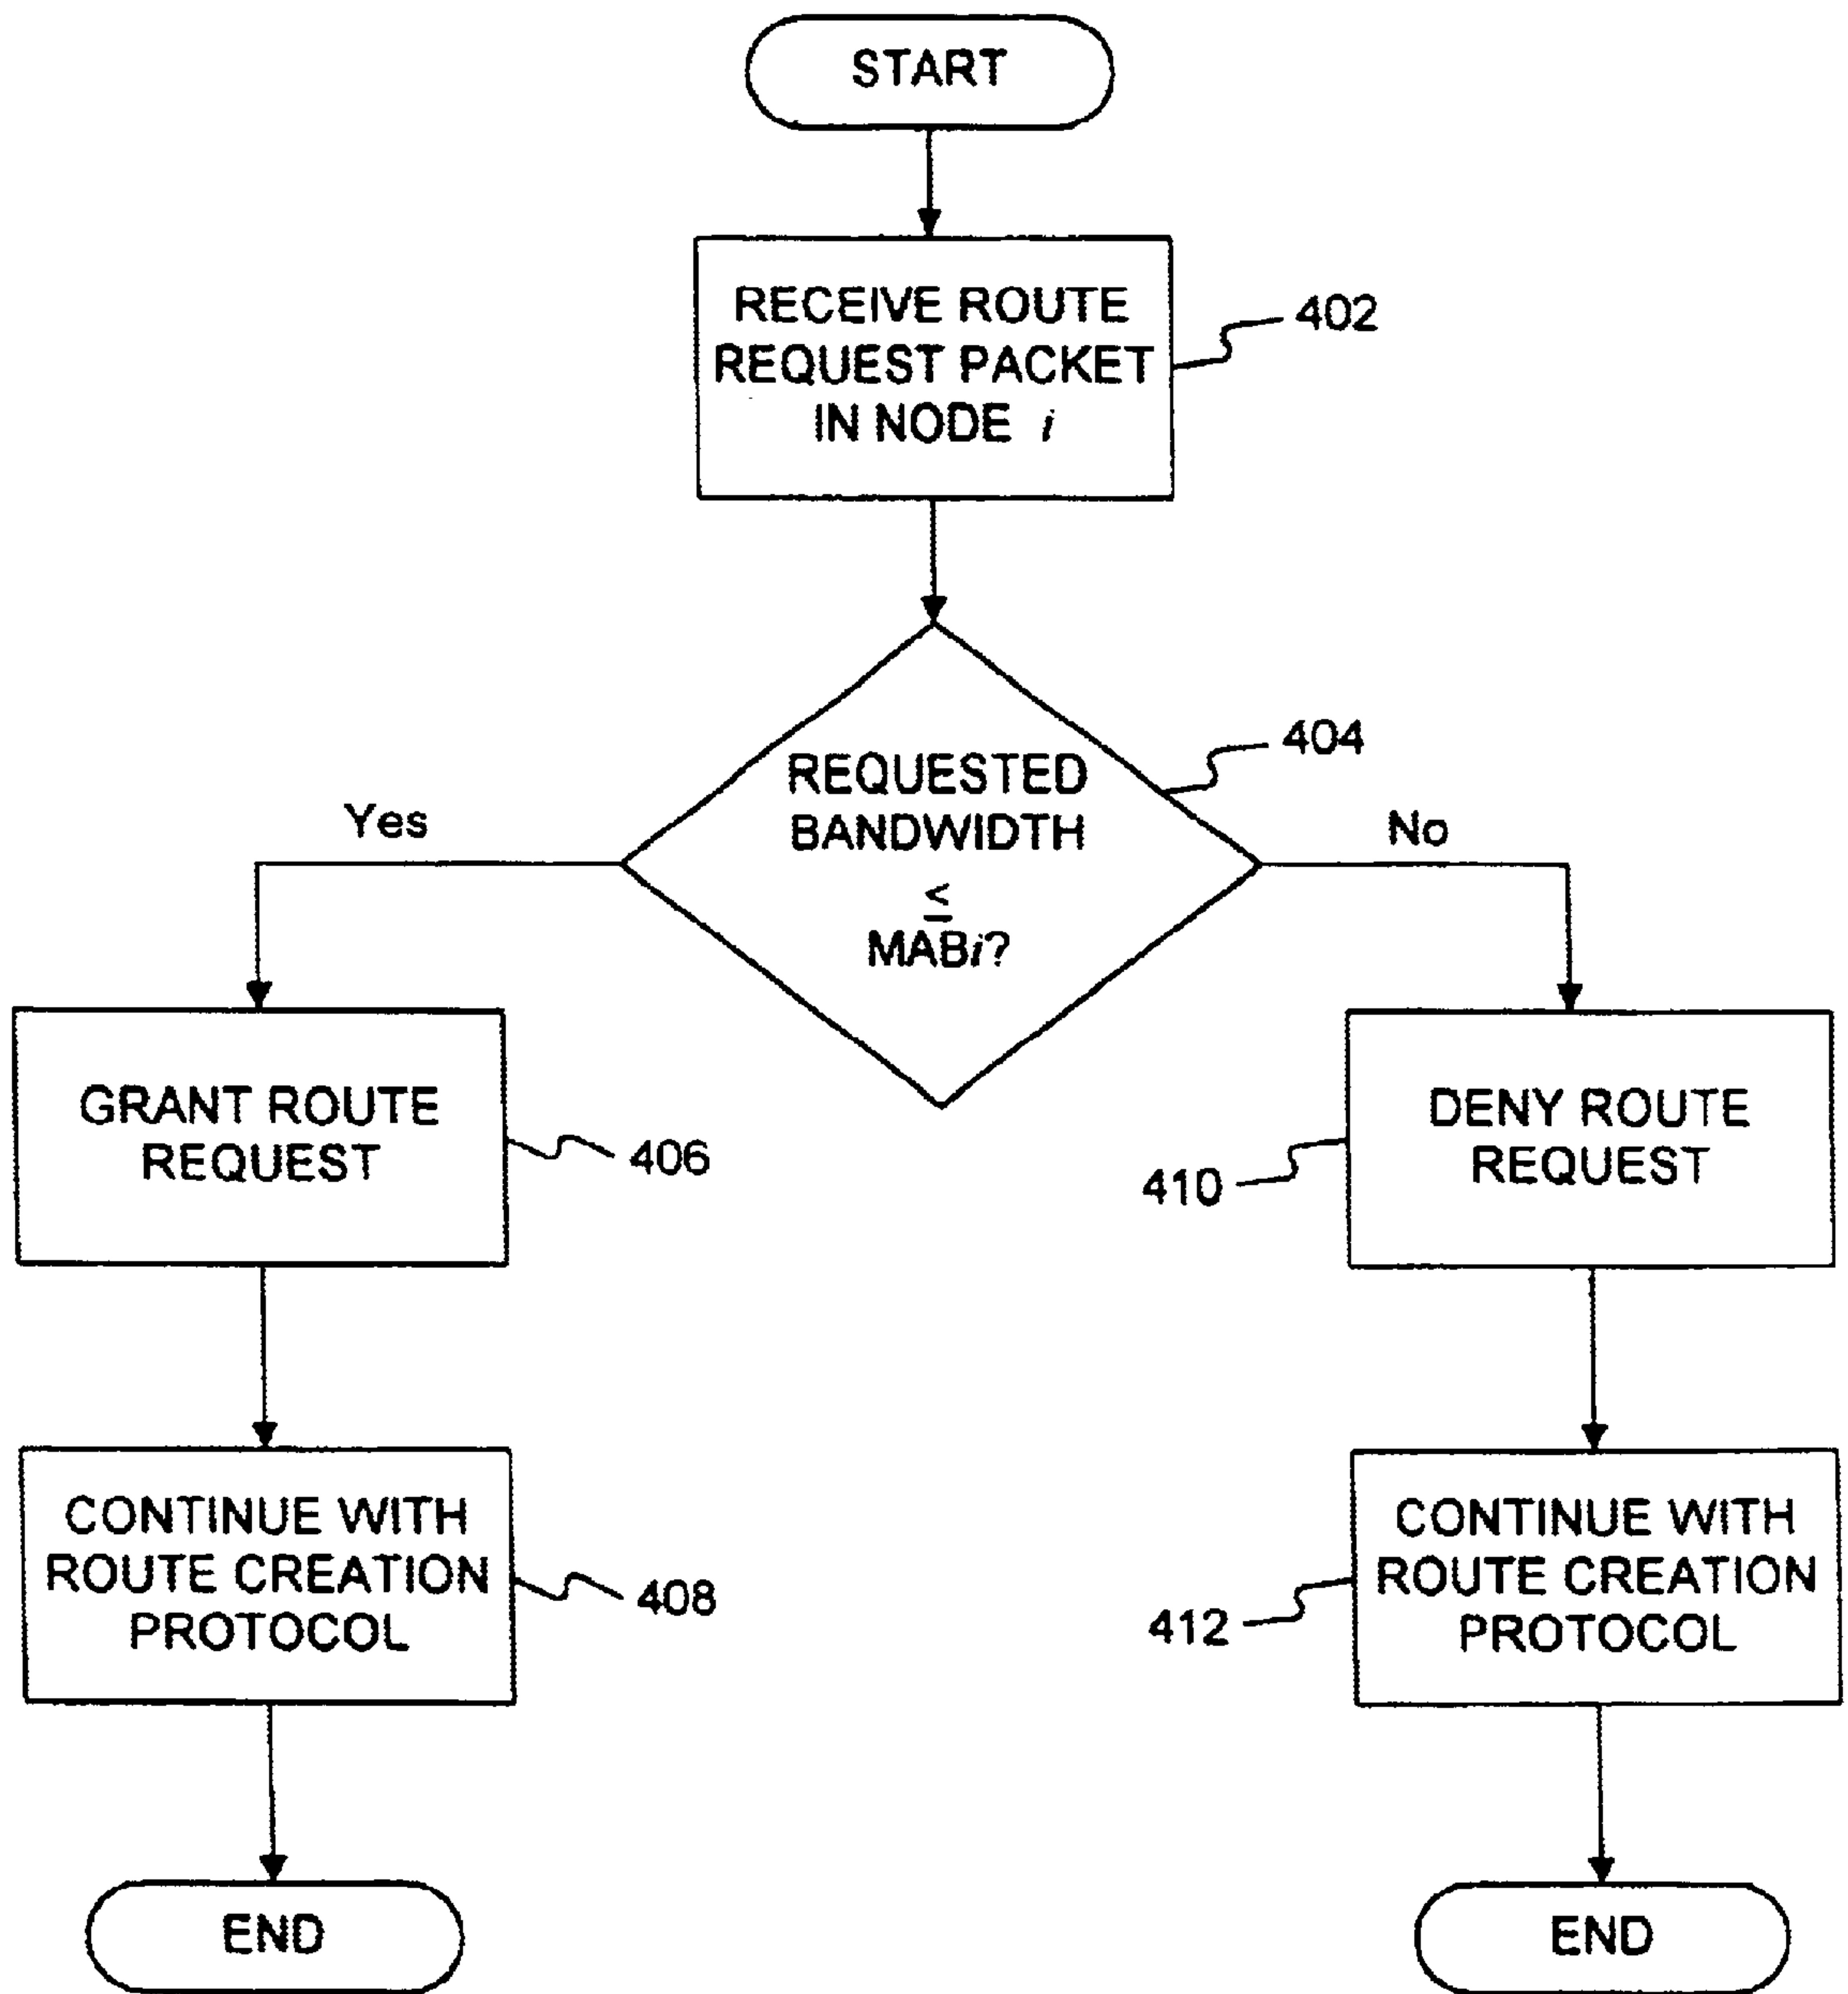 START
RECEIVE ROUTE
REQUEST PACKET
IN NODE i
402
REQUESTED
BANDWIDTH
≤
MABi?
404
Yes
No
GRANT ROUTE
REQUEST
406
DENY ROUTE
REQUEST
410
CONTINUE WITH
ROUTE CREATION
PROTOCOL
408
CONTINUE WITH
ROUTE CREATION
PROTOCOL
412
END
END